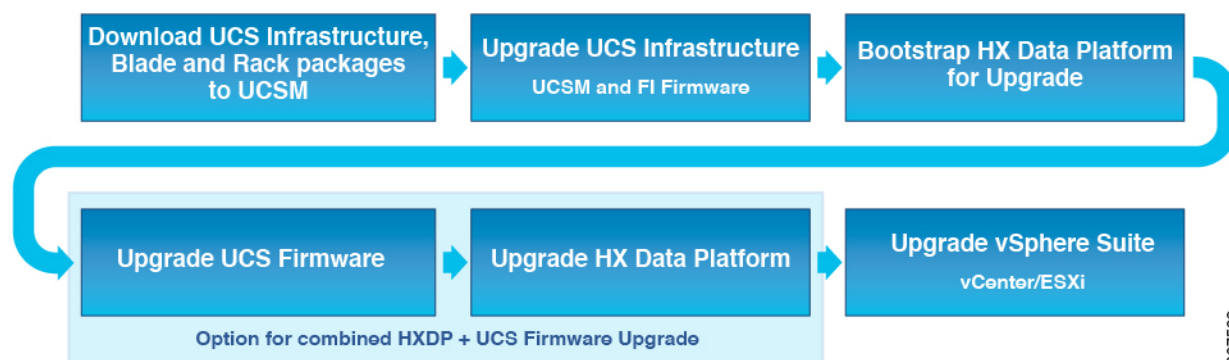 Download UCS Infrastructure,
Blade and Rack packages
to UCSM
Upgrade UCS Infrastructure
UCSM and FI Firmware
Bootstrap HX Data Platform
for Upgrade
Upgrade UCS Firmware
Upgrade HX Data Platform
Upgrade vSphere Suite
vCenter/ESXi
Option for combined HXDP + UCS Firmware Upgrade